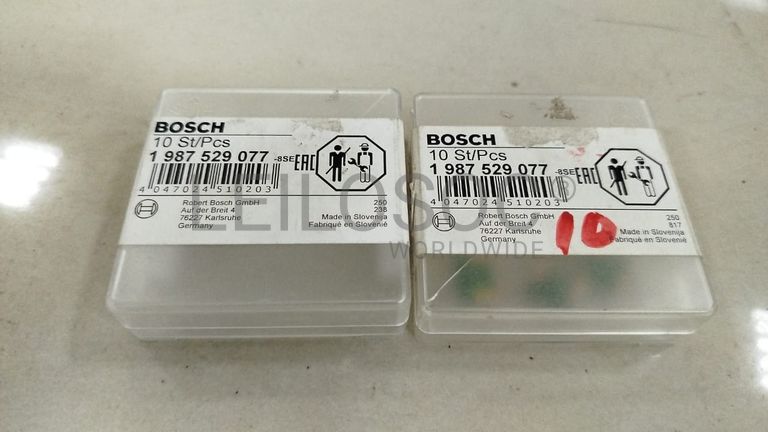 BOSCH
10 St/Pcs
1 987 529 077
-8SE
EAC
4 047024 510203
Robert Bosch GmbH
Auf der Breit 4
76227 Karlsruhe
Germany
250
238
Made in Slovenija
Fabriqué en Slovenié
BOSCH
10 St/Pcs
1 987 529 077
-8SE
EAC
4 047024 510203
Robert Bosch GmbH
Auf der Breit 4
76227 Karlsruhe
Germany
10
250
817
Made in Slovenija
Fabriqué en Slovenié
LEILOSOC®
WORLDWIDE